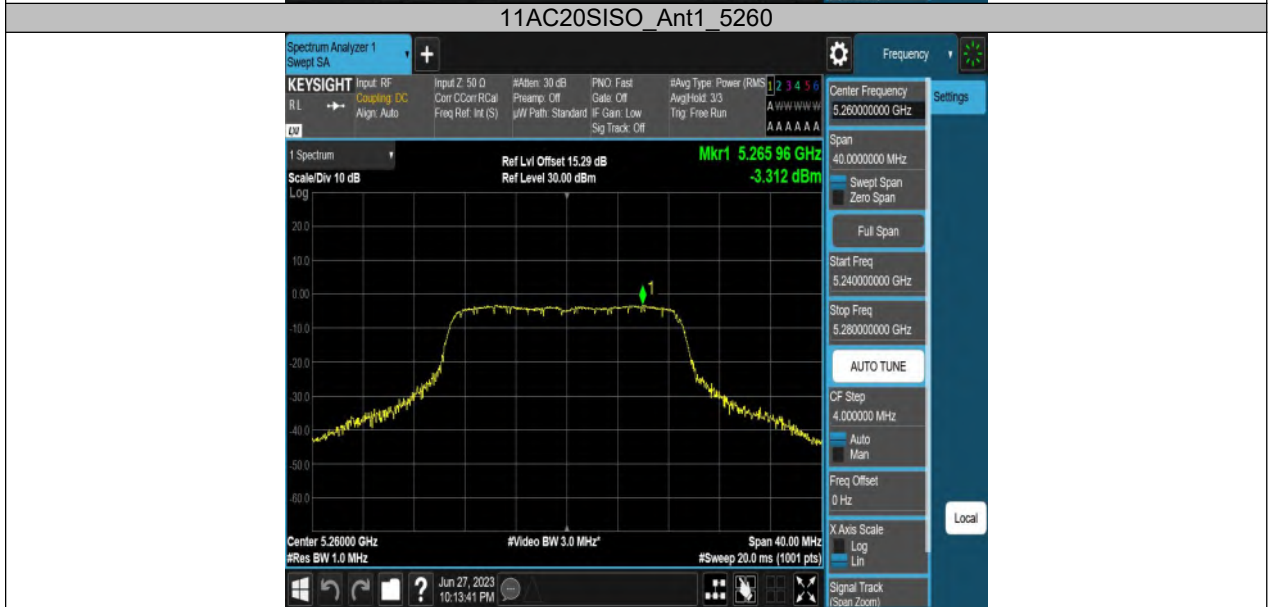 11AC20SISO_Ant1_5260
Spectrum Analyzer 1
Swept SA
+
Frequency
KEYSIGHT Input: RF Input Z: 50 Ω #Atten: 30 dB PNO: Fast #Avg Type: Power (RMS 1 2 3 4 5 6
RL Coupling: DC Corr CCorr RCal Preamp: Off Gate: Off Avg|Hold: 3/3
Align: Auto Freq Ref: Int (S) μW Path: Standard IF Gain: Low Trig: Free Run A W W W W W
Sig Track: Off A A A A A A
Center Frequency
5.260000000 GHz
Settings
Span
40.0000000 MHz
Swept Span
Zero Span
Full Span
Start Freq
5.240000000 GHz
Stop Freq
5.280000000 GHz
AUTO TUNE
CF Step
4.000000 MHz
Auto
Man
Freq Offset
0 Hz
X Axis Scale
Log
Lin
Local
Signal Track
(Span Zoom)
1 Spectrum
Scale/Div 10 dB
Log
Ref Lvl Offset 15.29 dB
Ref Level 30.00 dBm
Mkr1 5.265 96 GHz
-3.312 dBm
20.0
10.0
0.00
-10.0
-20.0
-30.0
-40.0
-50.0
-60.0
1
Center 5.26000 GHz #Video BW 3.0 MHz* Span 40.00 MHz
#Res BW 1.0 MHz #Sweep 20.0 ms (1001 pts)
? Jun 27, 2023
10:13:41 PM